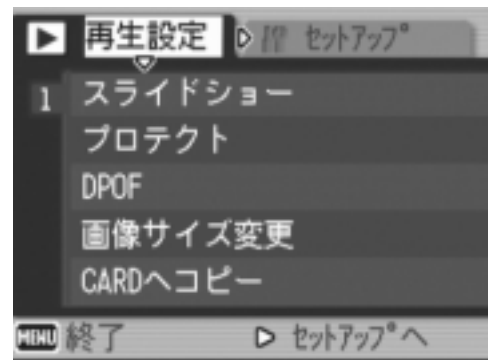 再生設定 セットアップ
1 スライドショー
プロテクト
DPOF
画像サイズ変更
CARDへコピー
MENU 終了 セットアップへ